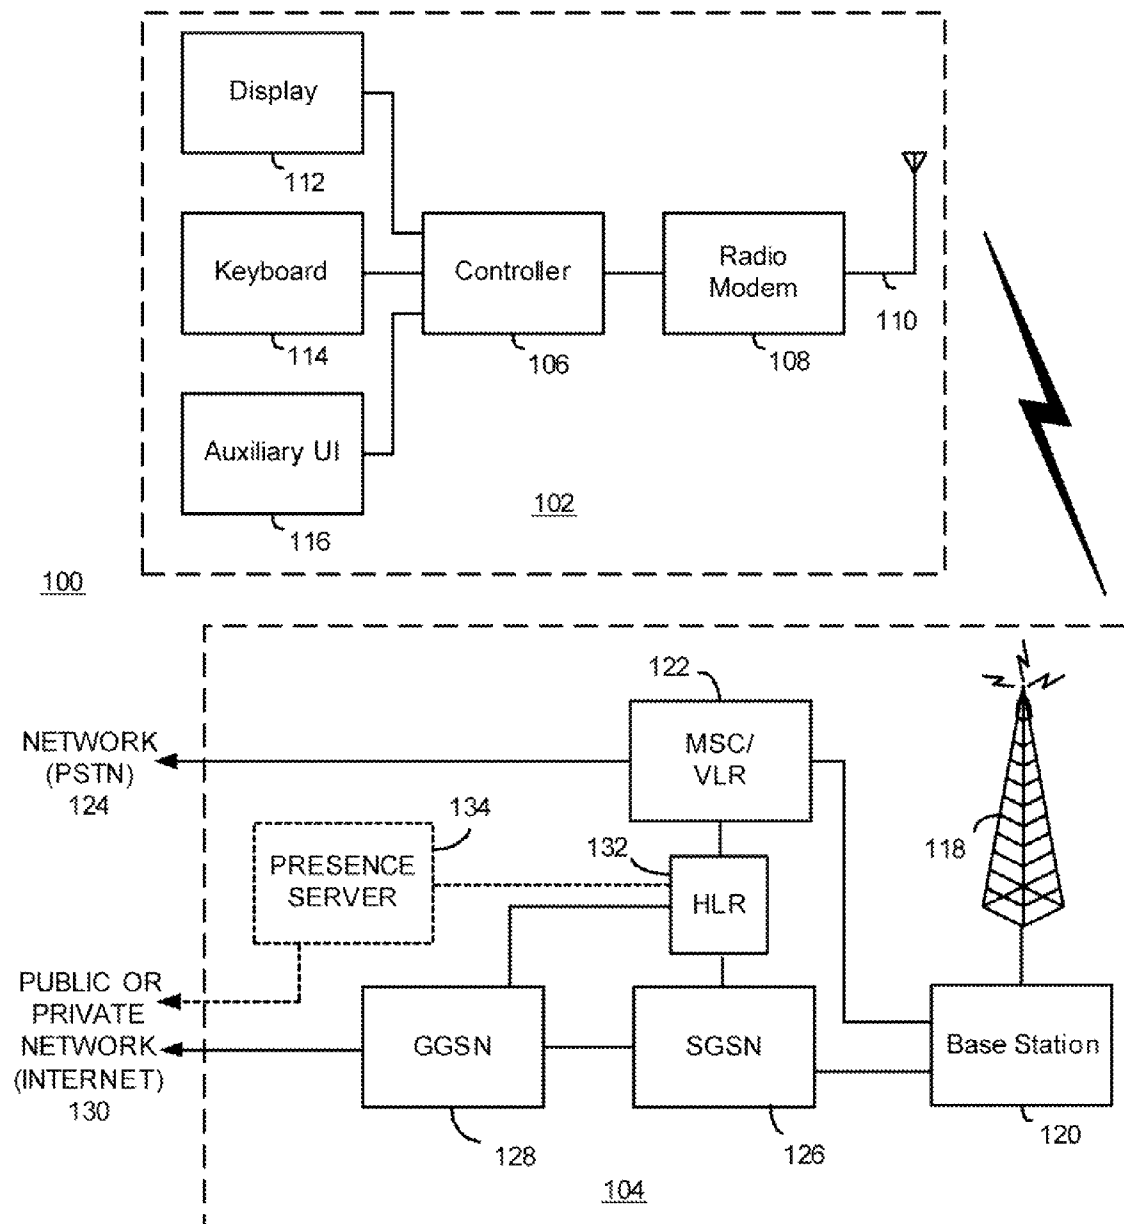 Display
112
Keyboard
114
Controller
106
Radio
Modem
108
110
Auxiliary UI
116
102
100
122
MSC/
VLR
NETWORK
(PSTN)
124
134
PRESENCE
SERVER
132
HLR
118
PUBLIC OR
PRIVATE
NETWORK
(INTERNET)
130
GGSN
128
SGSN
126
Base Station
120
104